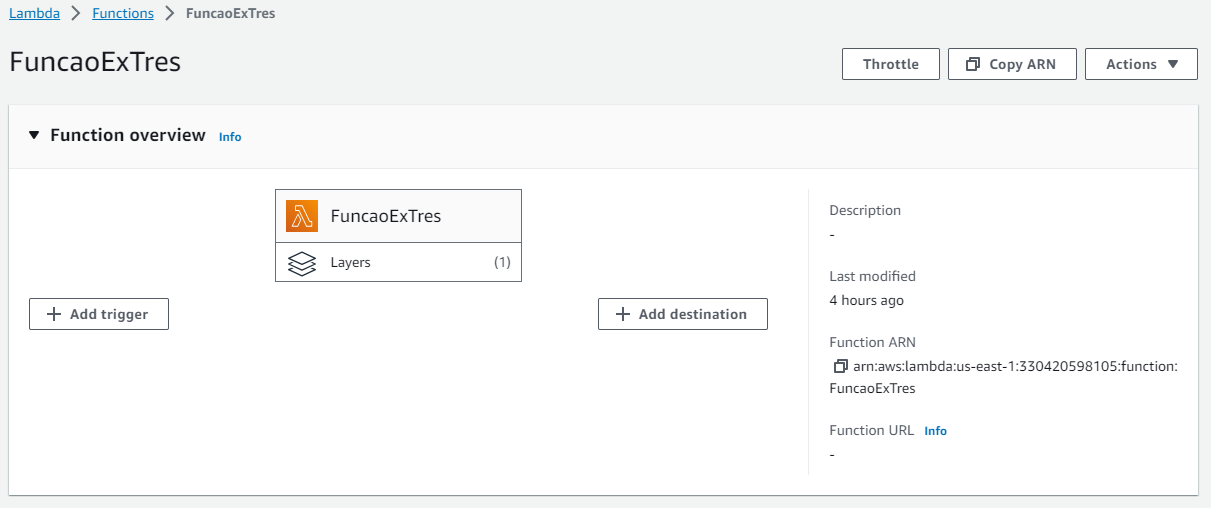 Lambda > Functions > FuncaoExTres
FuncaoExTres
Throttle
Copy ARN
Actions
Function overview Info
FuncaoExTres
Layers (1)
Add trigger
Add destination
Description
-
Last modified
4 hours ago
Function ARN
arn:aws:lambda:us-east-1:330420598105:function:
FuncaoExTres
Function URL Info
-